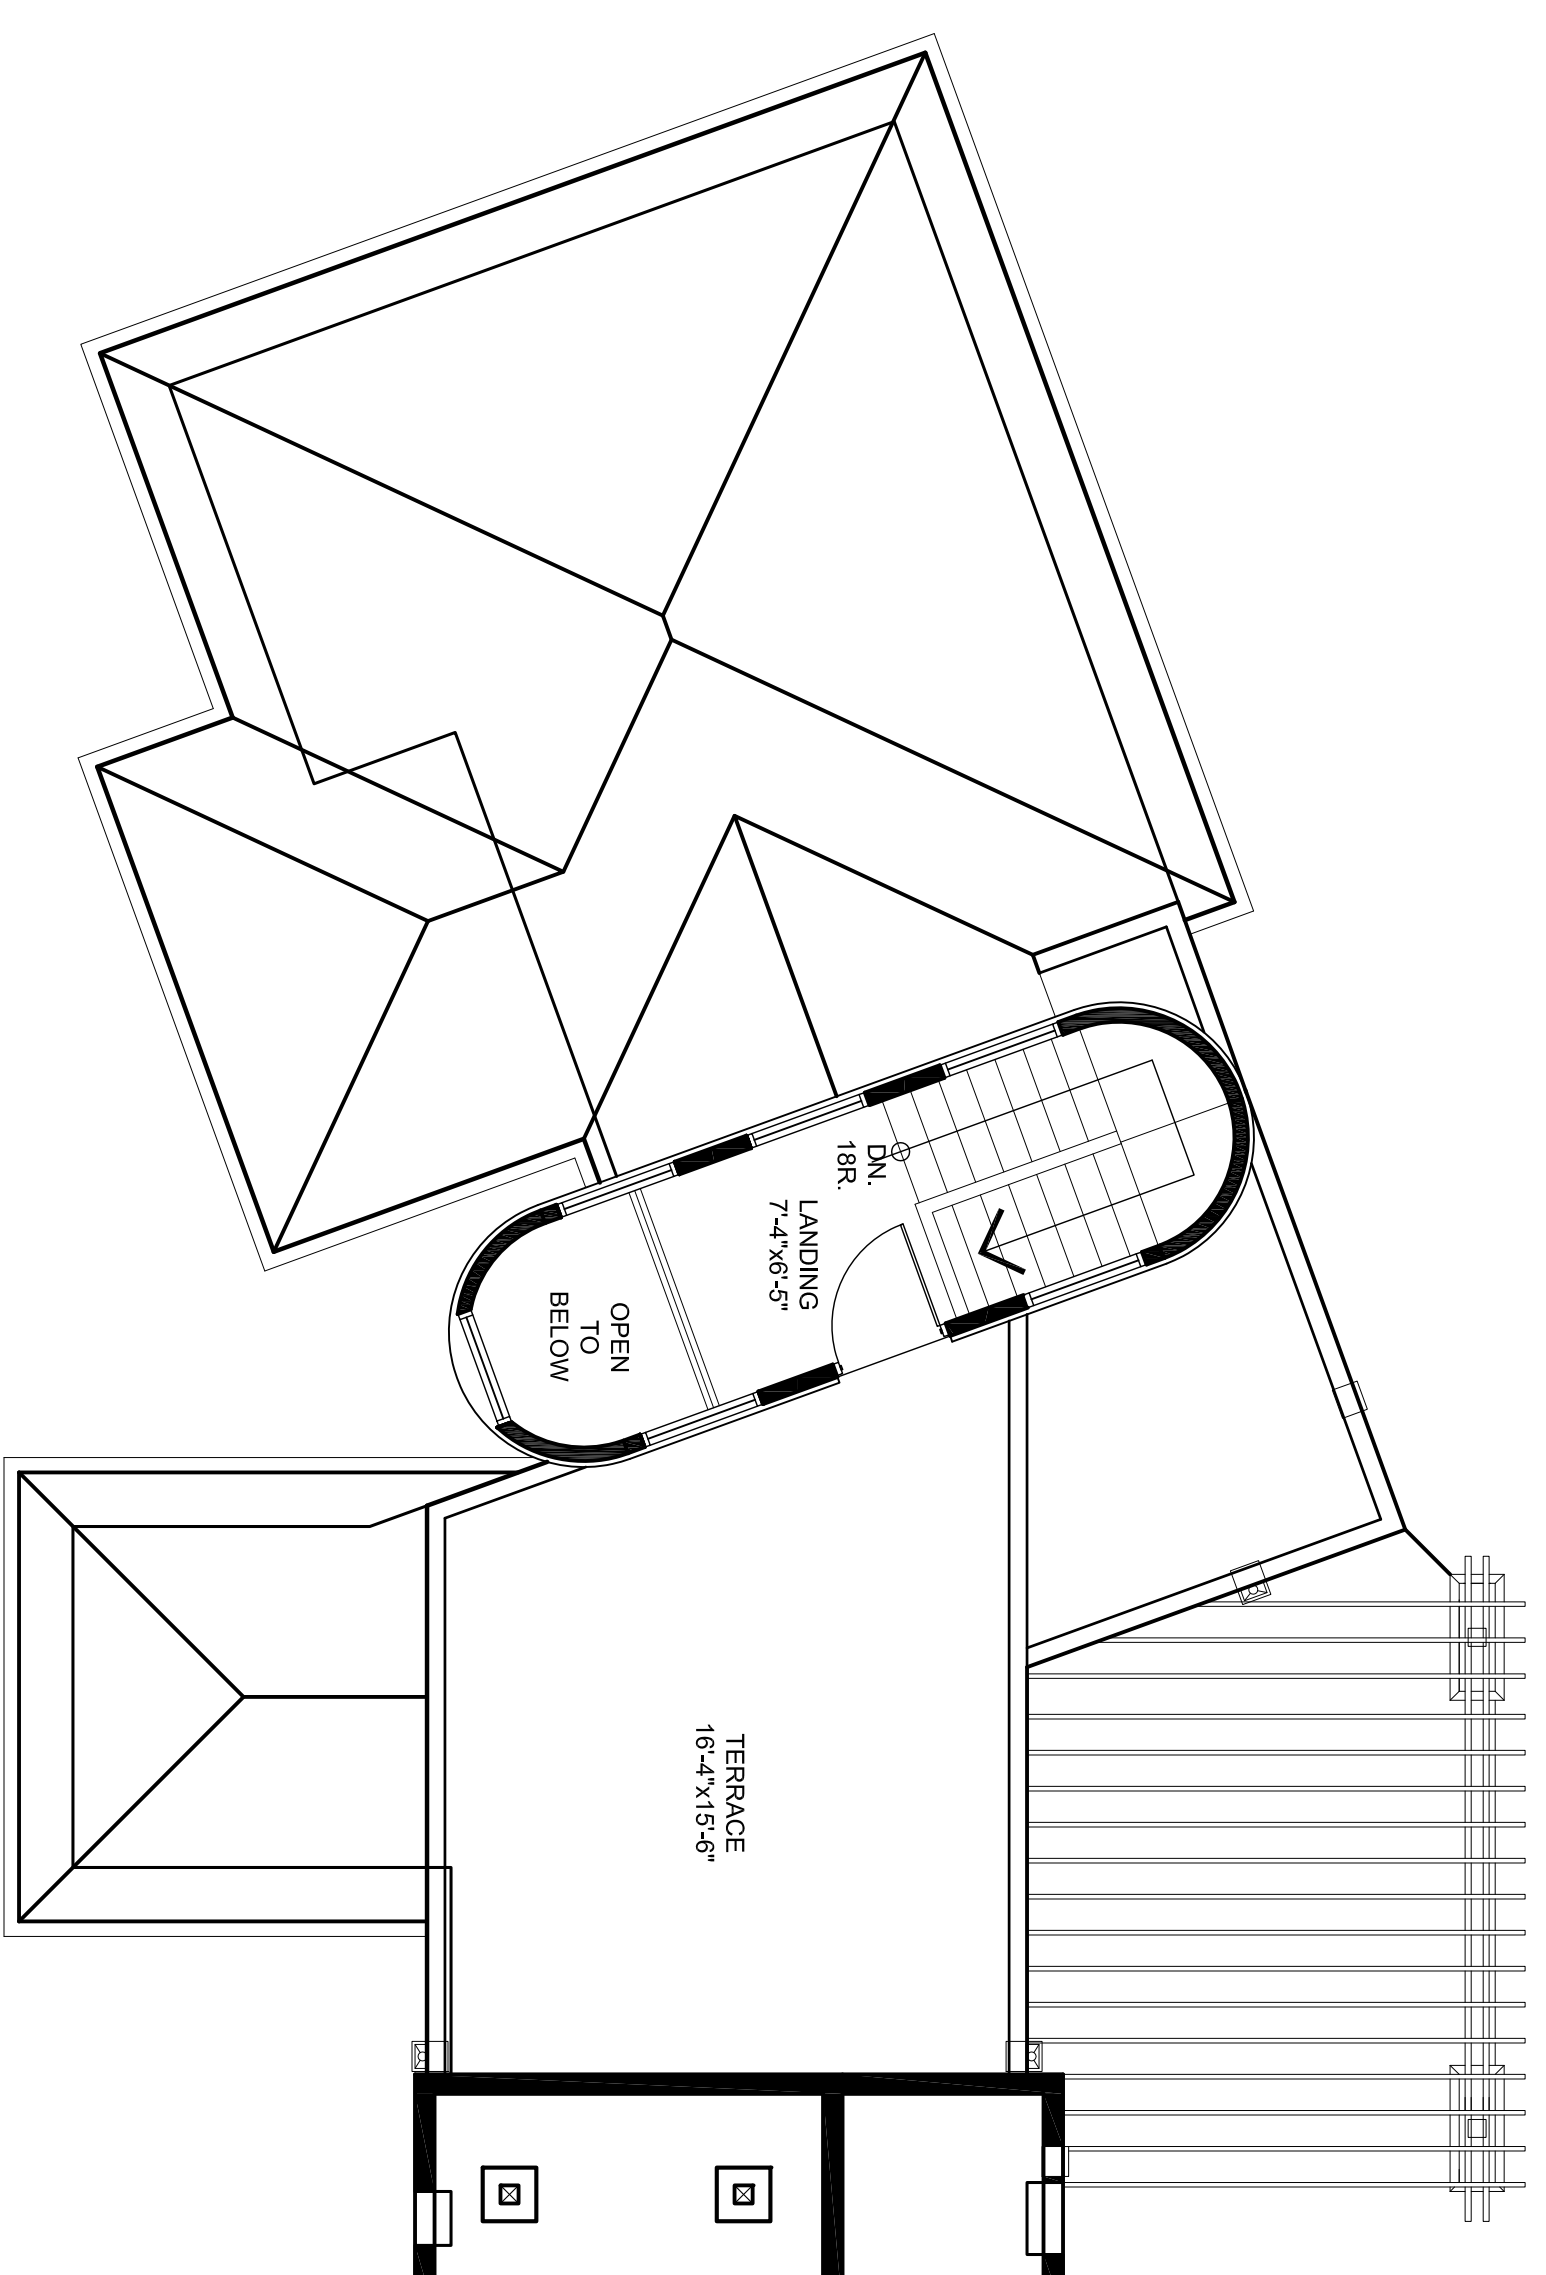 DN.
18R.
LANDING
7'-4"x6'-5"
OPEN
TO
BELOW
TERRACE
16'-4"x15'-6"